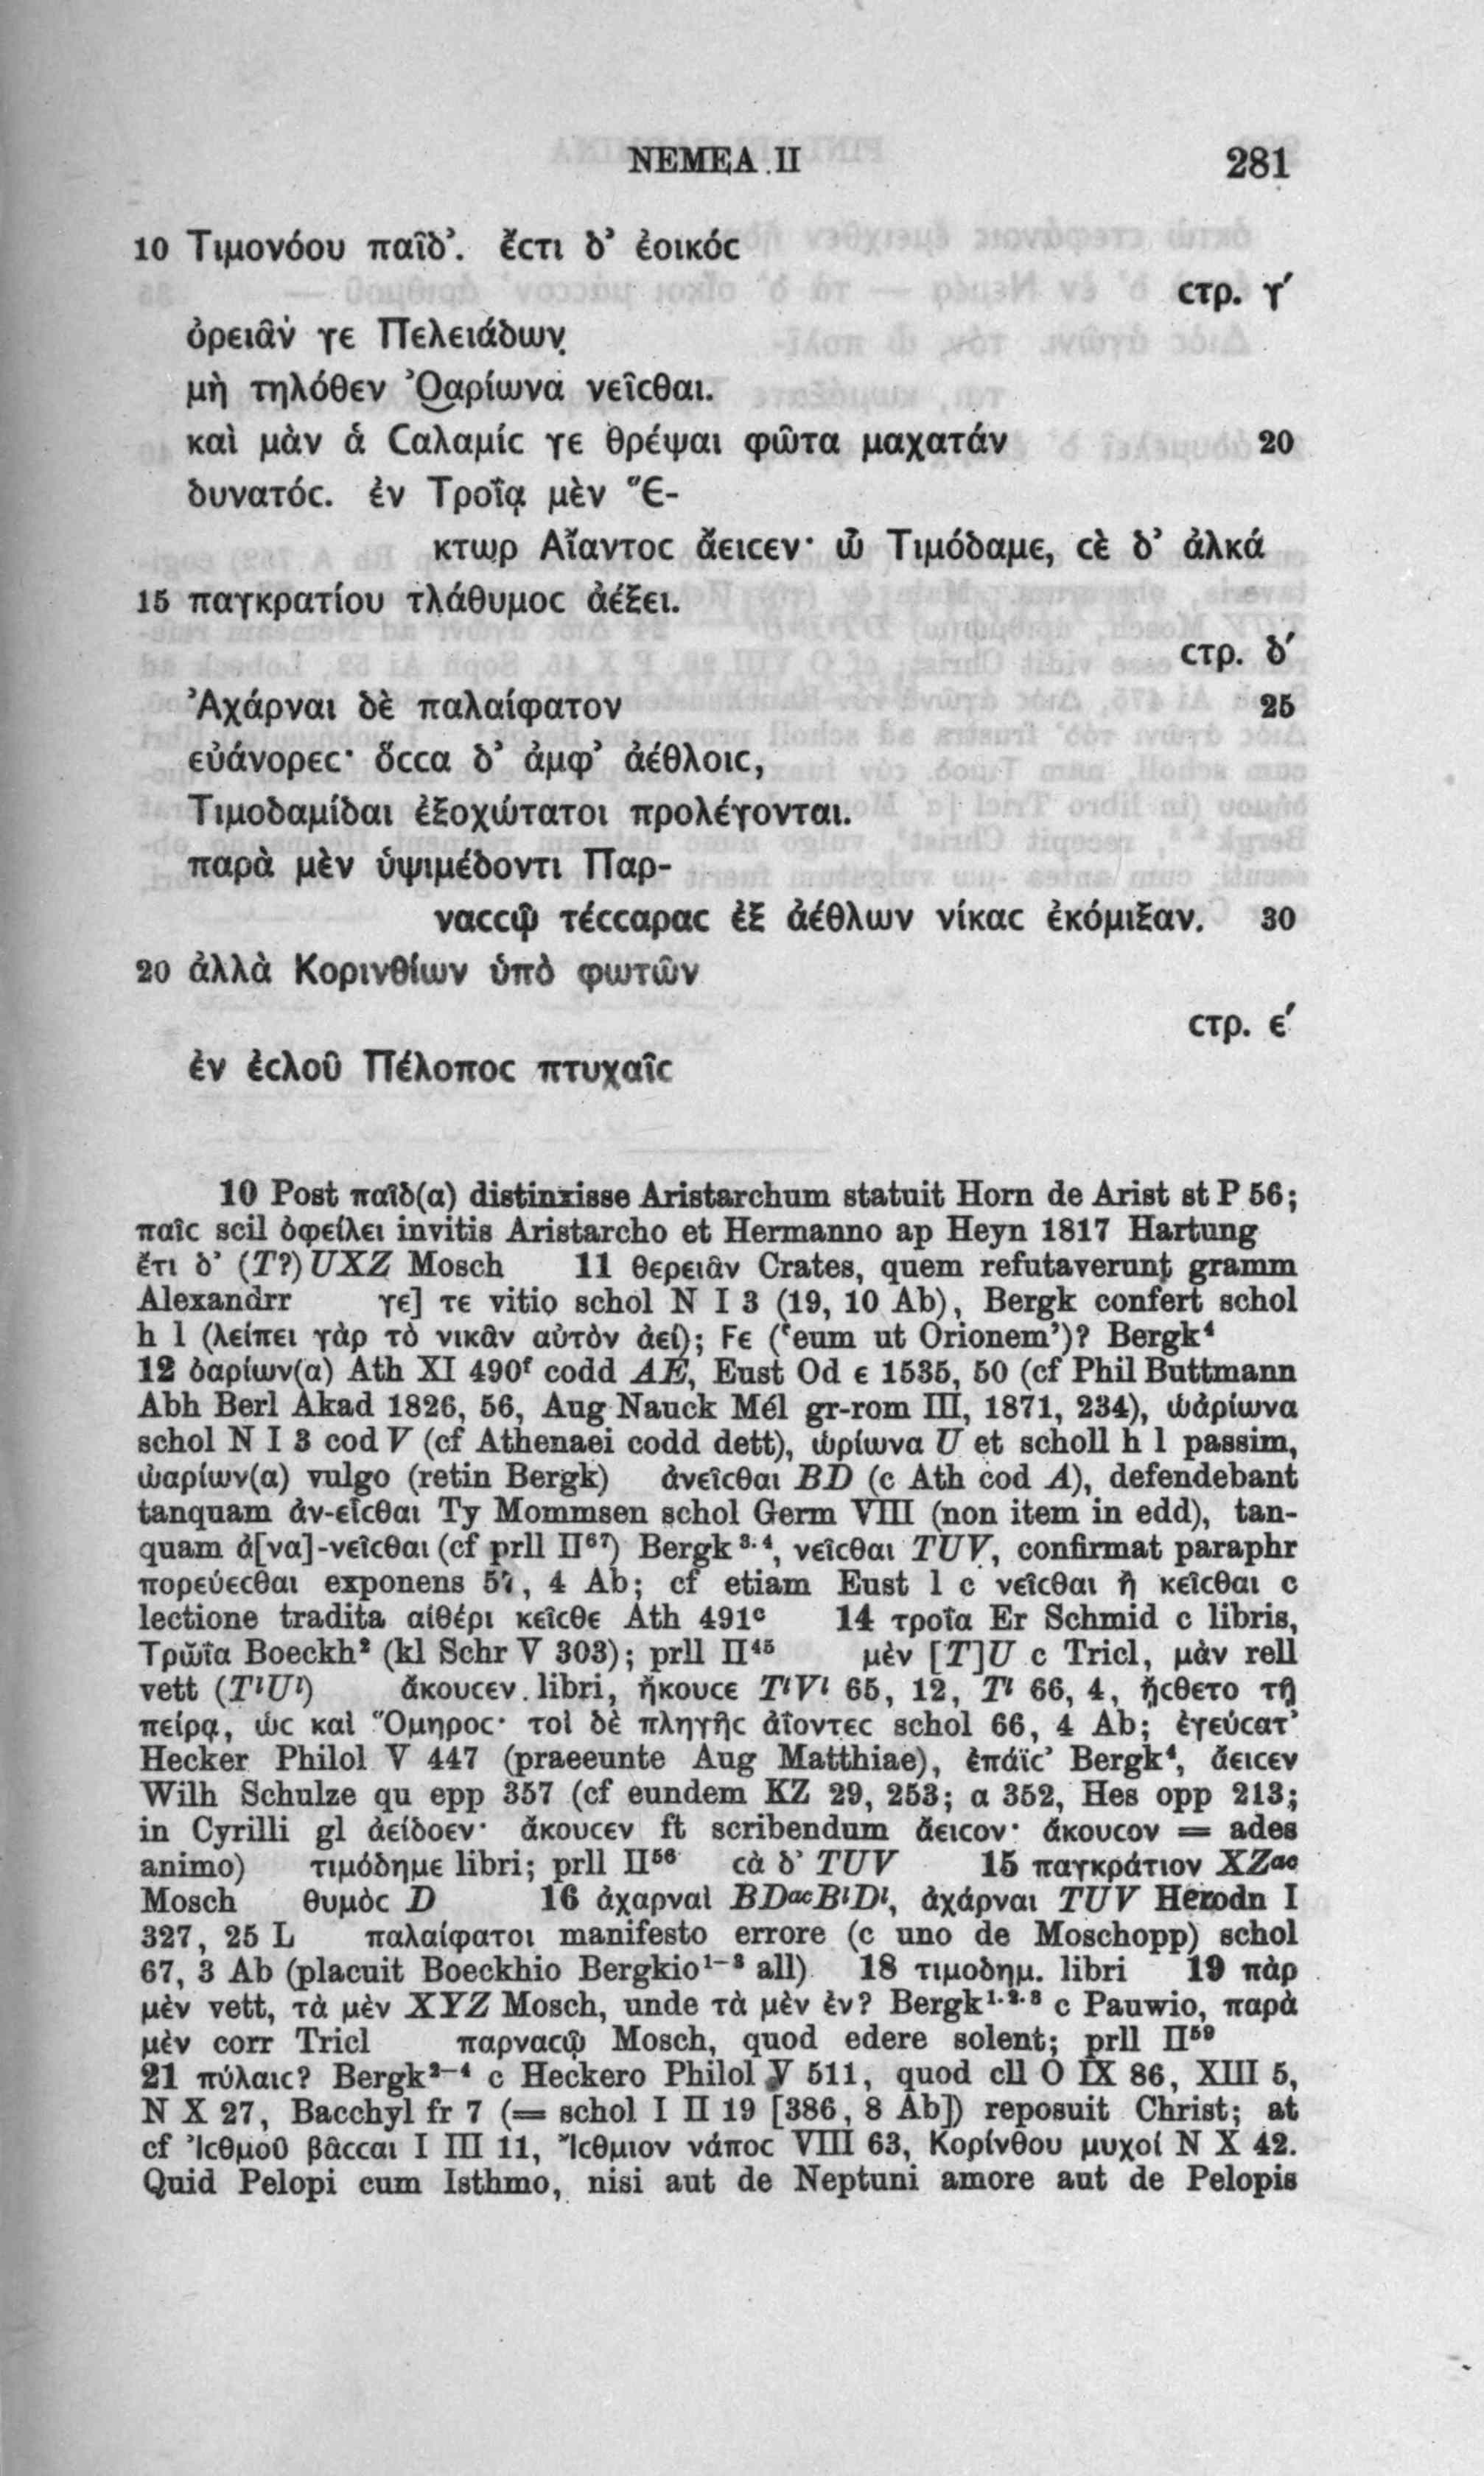 ΝΕΜΕΑ II 281
10 Τιμονόου παῖδ’. ἔϲτι δ’ ἐοικόϲ
ϲτρ. γ′
ὀρειᾶν γε Πελειάδων
μὴ τηλόθεν Ὀαρίωνα νεῖϲθαι.
καὶ μὰν ἁ Ϲαλαμίϲ γε θρέψαι φῶτα μαχατάν 20
δυνατόϲ. ἐν Τροΐᾳ μὲν Ἕ-
κτωρ Αἴαντοϲ ἄειϲεν· ὦ Τιμόδαμε, ϲὲ δ’ ἀλκά
15 παγκρατίου τλάθυμοϲ ἀέξει.
ϲτρ. δ′
Ἀχάρναι δὲ παλαίφατον 25
εὐάνορεϲ· ὅϲϲα δ’ ἀμφ’ ἀέθλοιϲ,
Τιμοδαμίδαι ἐξοχώτατοι προλέγονται.
παρὰ μὲν ὑψιμέδοντι Παρ-
ναϲϲῷ τέϲϲαραϲ ἐξ ἀέθλων νίκαϲ ἐκόμιξαν. 30
20 ἀλλὰ Κορινθίων ὑπὸ φωτῶν
ϲτρ. ε′
ἐν ἐϲλοῦ Πέλοποϲ πτυχαῖϲ
10 Post παῖδ(α) distinxisse Aristarchum statuit Horn de Arist st P 56;
παῖϲ scil ὀφείλει invitis Aristarcho et Hermanno ap Heyn 1817 Hartung
ἔτι δ’ (T?) UXZ Mosch 11 θερειᾶν Crates, quem refutaverunt gramm
Alexandrr γε] τε vitio schol N I 3 (19, 10 Ab), Bergk confert schol
h l (λείπει γὰρ τὸ νικᾶν αὐτὸν ἀεί); Ϝε (‘eum ut Orionem’)? Bergk⁴
12 ὀαρίων(α) Ath XI 490ᶠ codd AE, Eust Od ε 1535, 50 (cf Phil Buttmann
Abh Berl Akad 1826, 56, Aug Nauck Mél gr-rom III, 1871, 234), ὠάρίωνα
schol N I 3 cod V (cf Athenaei codd dett), ὠρίωνα U et scholl h l passim,
ὠαρίων(α) vulgo (retin Bergk) ἀνεῖϲθαι BD (c Ath cod A), defendebant
tanquam ἀν-εῖϲθαι Ty Mommsen schol Germ VIII (non item in edd), tan-
quam ἀ[να]-νεῖϲθαι (cf prll II⁶⁷) Bergk³·⁴, νεῖϲθαι TUV, confirmat paraphr
πορεύεϲθαι exponens 57, 4 Ab; cf etiam Eust l c νεῖϲθαι ἢ κεῖϲθαι c
lectione tradita αἰθέρι κεῖϲθε Ath 491ᶜ 14 τροΐα Er Schmid c libris,
Τρῴΐα Boeckh² (kl Schr V 303); prll II⁴⁵ μὲν [T]U c Tricl, μὰν rell
vett (TˡUˡ) ἄκουϲεν libri, ἤκουϲε TˡVˡ 65, 12, Tˡ 66, 4, ᾔϲθετο τῇ
πείρᾳ, ὡϲ καὶ Ὅμηροϲ· τοὶ δὲ πληγῆϲ ἀΐοντεϲ schol 66, 4 Ab; ἐγεύϲατ’
Hecker Philol V 447 (praeeunte Aug Matthiae), ἐπάϊϲ’ Bergk⁴, ἄειϲεν
Wilh Schulze qu epp 357 (cf eundem KZ 29, 253; α 352, Hes opp 213;
in Cyrilli gl ἀείδοεν· ἄκουϲεν ft scribendum ἄειϲον· ἄκουϲον = ades
animo) τιμόδημε libri; prll II⁵⁶ ϲὰ δ’ TUV 15 παγκράτιον XZᵃᶜ
Mosch θυμὸϲ D 16 ἀχαρναὶ BDᵃᶜBˡDˡ, ἀχάρναι TUV Herodn I
327, 25 L παλαίφατοι manifesto errore (c uno de Moschopp) schol
67, 3 Ab (placuit Boeckhio Bergkio¹⁻³ all) 18 τιμοδημ. libri 19 πὰρ
μὲν vett, τὰ μὲν XYZ Mosch, unde τὰ μὲν ἐν? Bergk¹·²·³ c Pauwio, παρὰ
μὲν corr Tricl παρναϲῷ Mosch, quod edere solent; prll II⁵⁹
21 πύλαιϲ? Bergk²⁻⁴ c Heckero Philol V 511, quod cll O IX 86, XIII 5,
N X 27, Bacchyl fr 7 (= schol I II 19 [386, 8 Ab]) reposuit Christ; at
cf Ἰϲθμοῦ βᾶϲϲαι I III 11, Ἴϲθμιον νάποϲ VIII 63, Κορίνθου μυχοί N X 42.
Quid Pelopi cum Isthmo, nisi aut de Neptuni amore aut de Pelopis